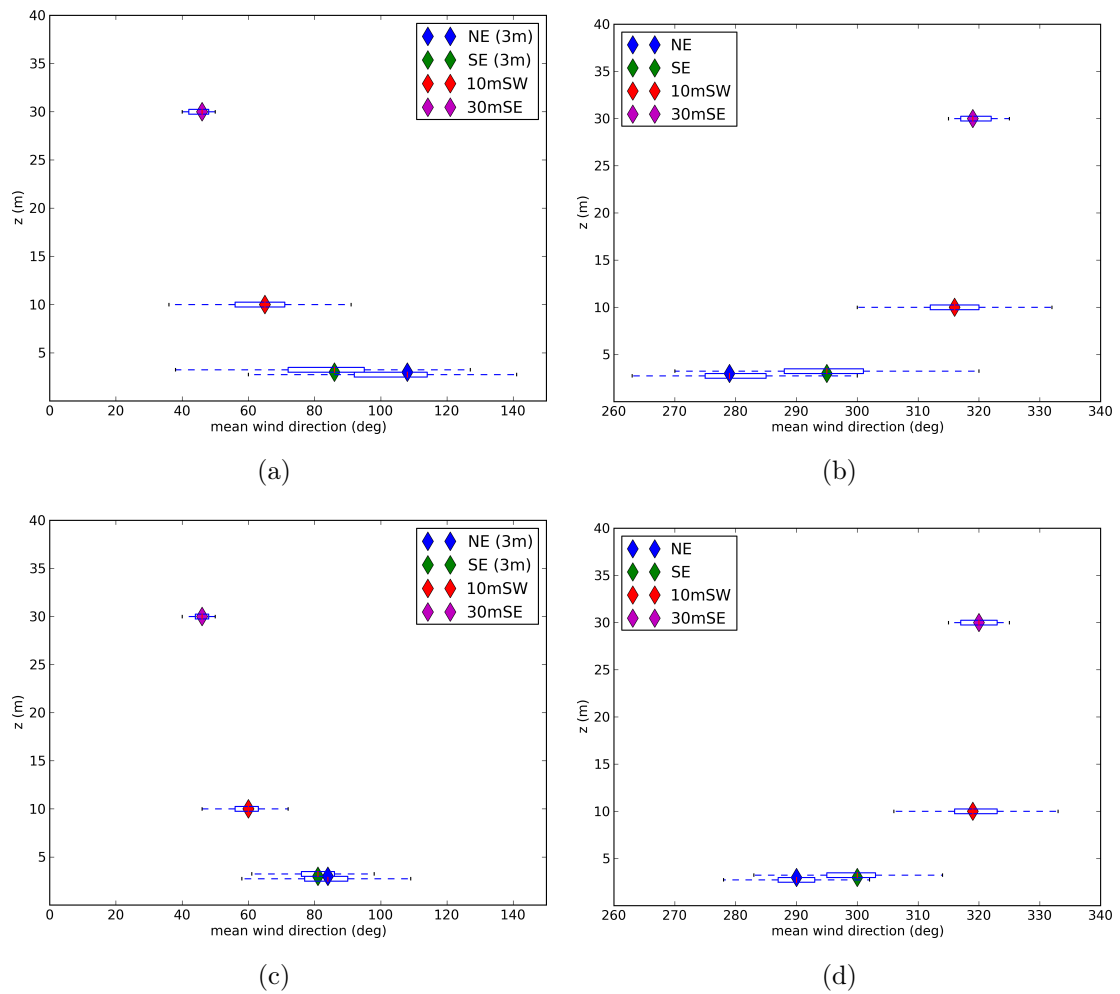 40
35
30
25
20
15
10
5
z (m)
0 20 40 60 80 100 120 140
mean wind direction (deg)
NE (3m)
SE (3m)
10mSW
30mSE
(a)
40
35
30
25
20
15
10
5
z (m)
260 270 280 290 300 310 320 330 340
mean wind direction (deg)
NE
SE
10mSW
30mSE
(b)
40
35
30
25
20
15
10
5
z (m)
0 20 40 60 80 100 120 140
mean wind direction (deg)
NE (3m)
SE (3m)
10mSW
30mSE
(c)
40
35
30
25
20
15
10
5
z (m)
260 270 280 290 300 310 320 330 340
mean wind direction (deg)
NE
SE
10mSW
30mSE
(d)